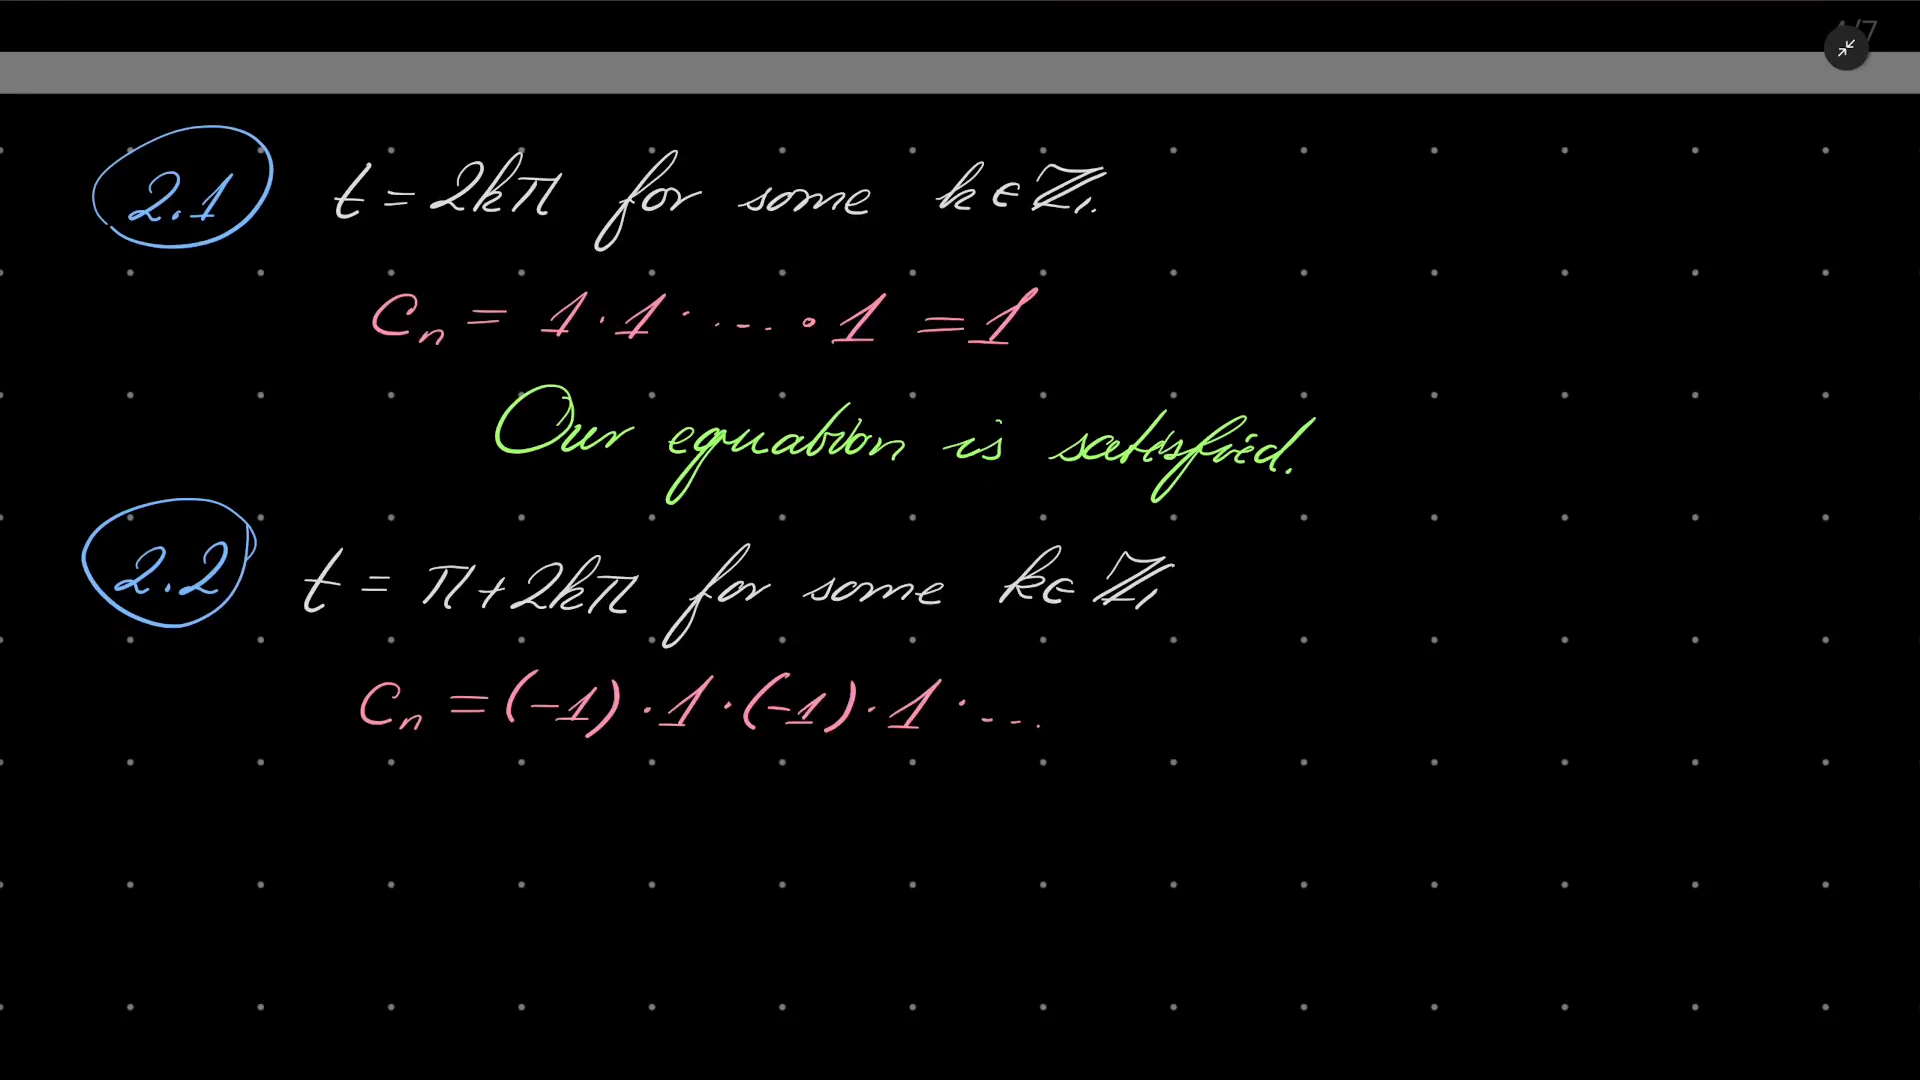 2.1 t = 2kπ for some k∈ℤ.
Cₙ = 1·1·....·1 = 1
Our equation is satisfied.
2.2 t = π+2kπ for some k∈ℤ
Cₙ = (-1)·1·(-1)·1·...